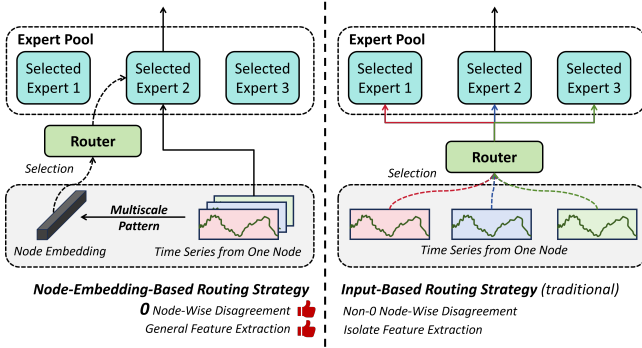 Expert Pool
Selected
Expert 1
Selected
Expert 2
Selected
Expert 3
Router
Selection
Multiscale
Pattern
Node Embedding
Time Series from One Node
Node-Embedding-Based Routing Strategy
0 Node-Wise Disagreement
General Feature Extraction
Expert Pool
Selected
Expert 1
Selected
Expert 2
Selected
Expert 3
Router
Selection
Time Series from One Node
Input-Based Routing Strategy (traditional)
Non-0 Node-Wise Disagreement
Isolate Feature Extraction